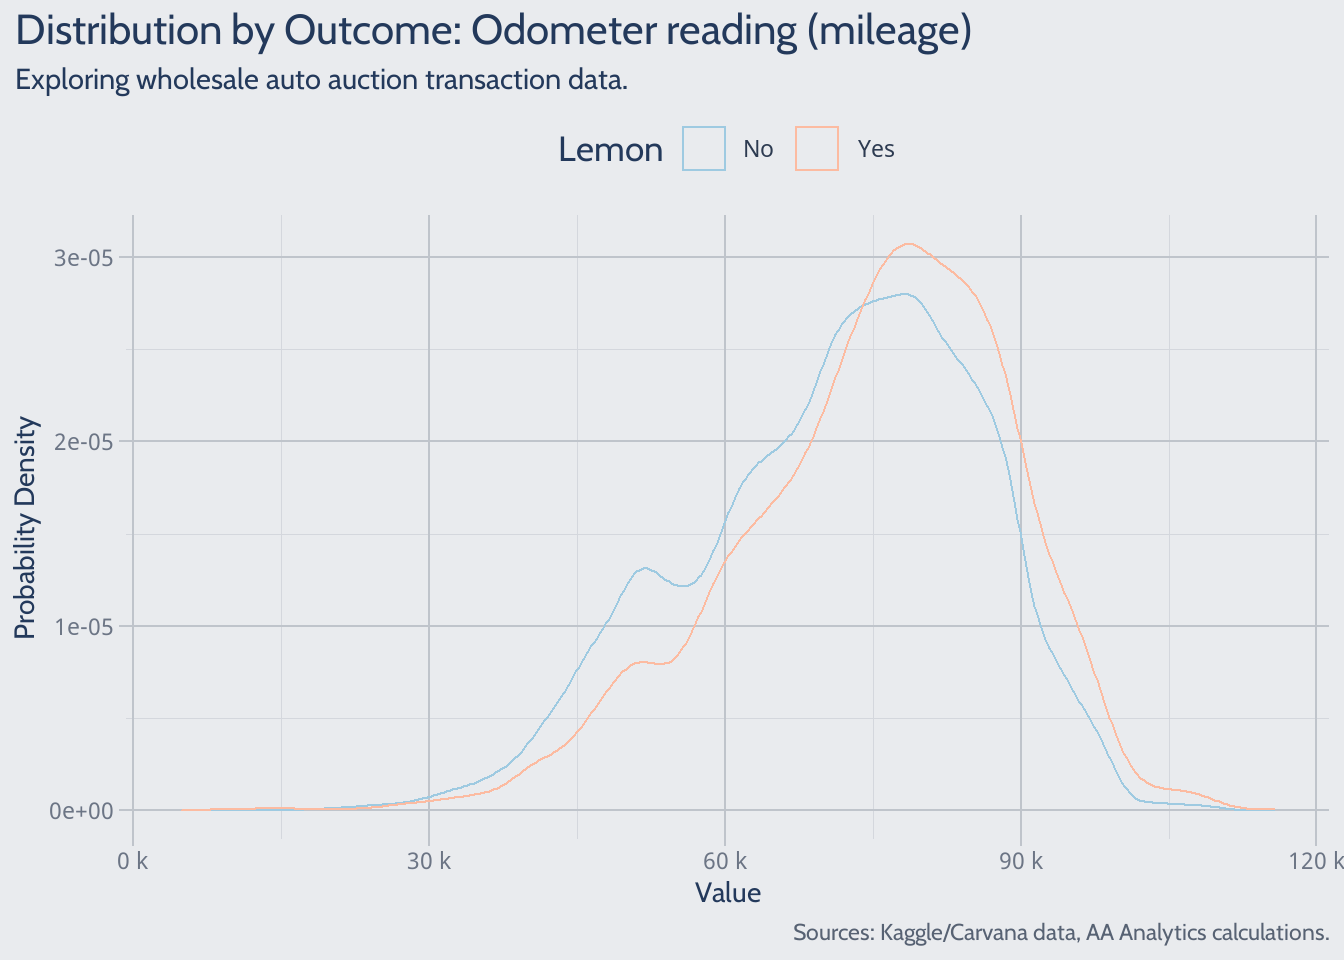 Distribution by Outcome: Odometer reading (mileage)
Exploring wholesale auto auction transaction data.
Lemon No Yes
Probability Density
3e-05
2e-05
1e-05
0e+00
0 k 30 k 60 k 90 k 120 k
Value
Sources: Kaggle/Carvana data, AA Analytics calculations.